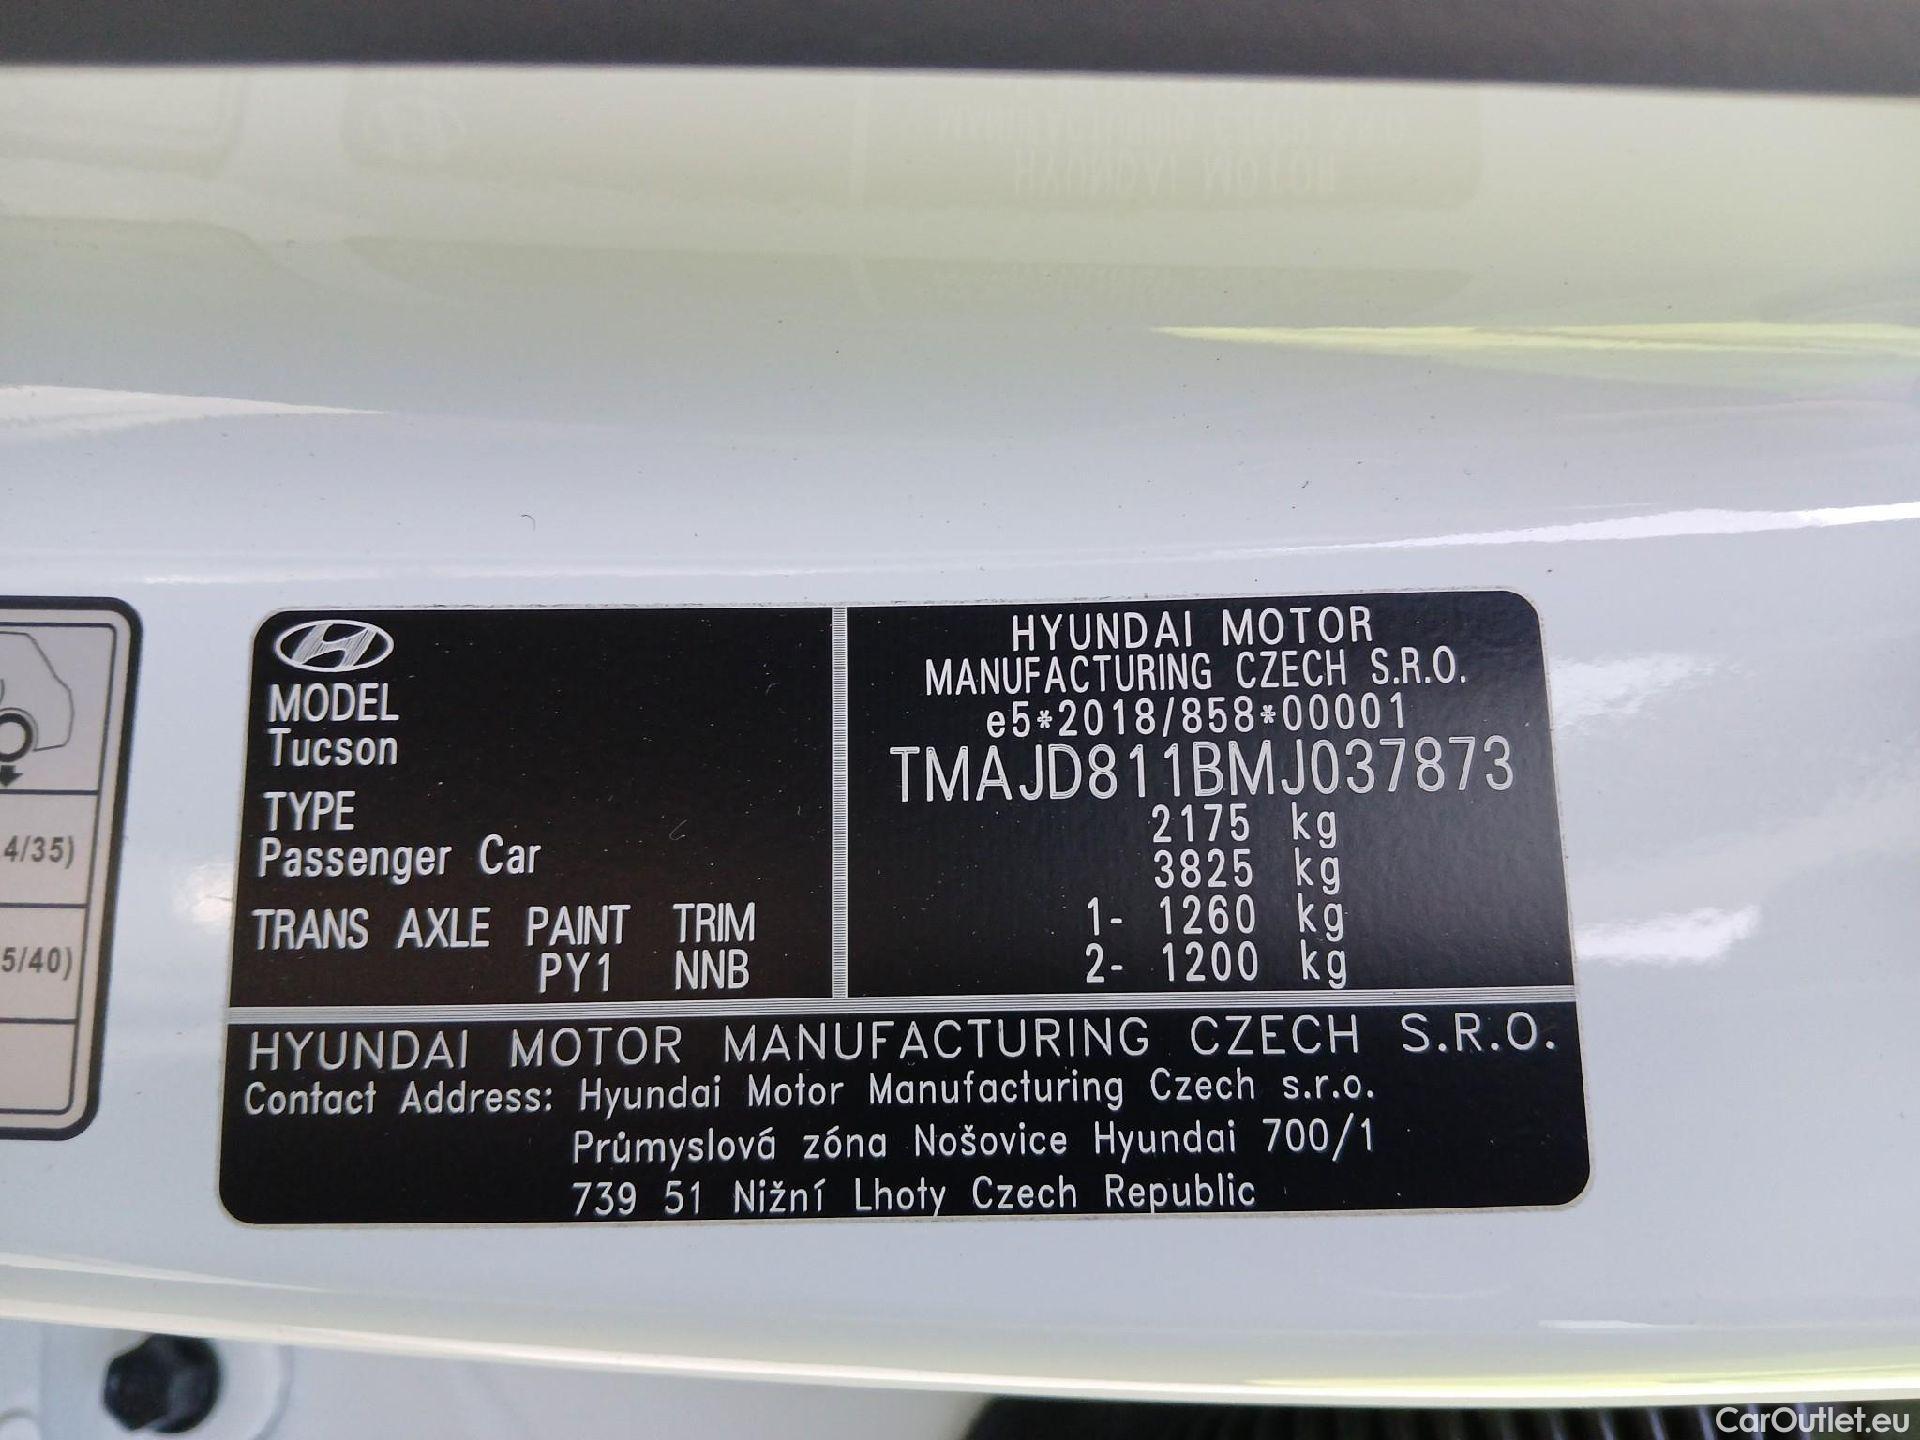 MODEL
Tucson
TYPE
Passenger Car
TRANS AXLE PAINT TRIM
PY1 NNB
HYUNDAI MOTOR
MANUFACTURING CZECH S.R.O.
e5*2018/858*00001
TMAJD811BMJ037873
2175 kg
3825 kg
1- 1260 kg
2- 1200 kg
HYUNDAI MOTOR MANUFACTURING CZECH S.R.O.
Contact Address: Hyundai Motor Manufacturing Czech s.r.o.
Průmyslová zóna Nošovice Hyundai 700/1
739 51 Nižní Lhoty Czech Republic
4/35)
5/40)
CarOutlet.eu